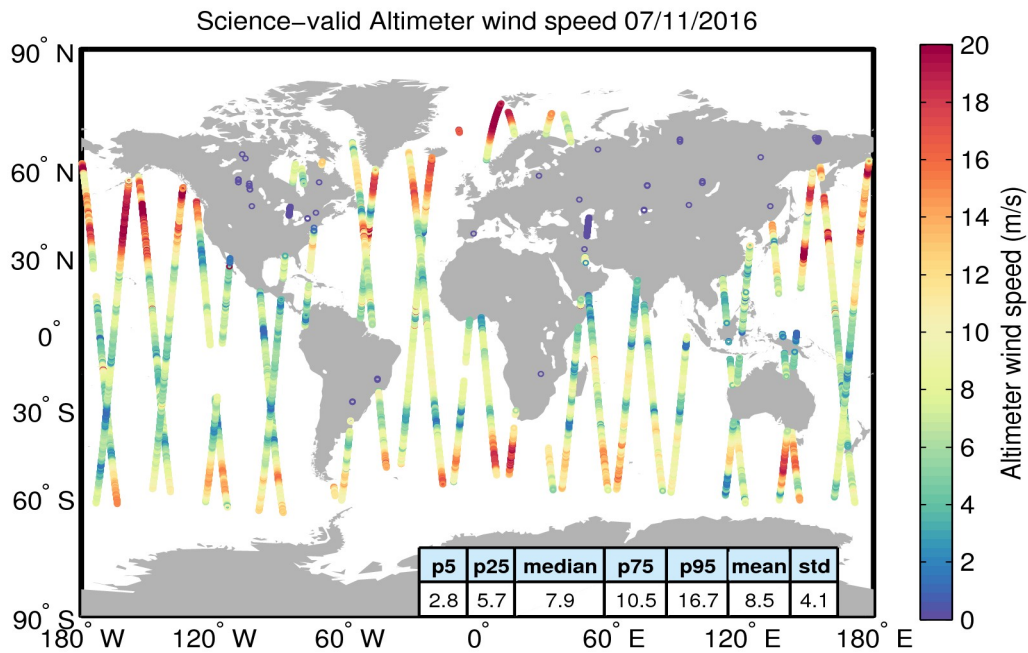 Science-valid Altimeter wind speed 07/11/2016
90° N
60° N
30° N
0°
30° S
60° S
90° S
180° W
120° W
60° W
0°
60° E
120° E
180° E
p5 p25 median p75 p95 mean std
2.8 5.7 7.9 10.5 16.7 8.5 4.1
20
18
16
14
12
10
8
6
4
2
0
Altimeter wind speed (m/s)